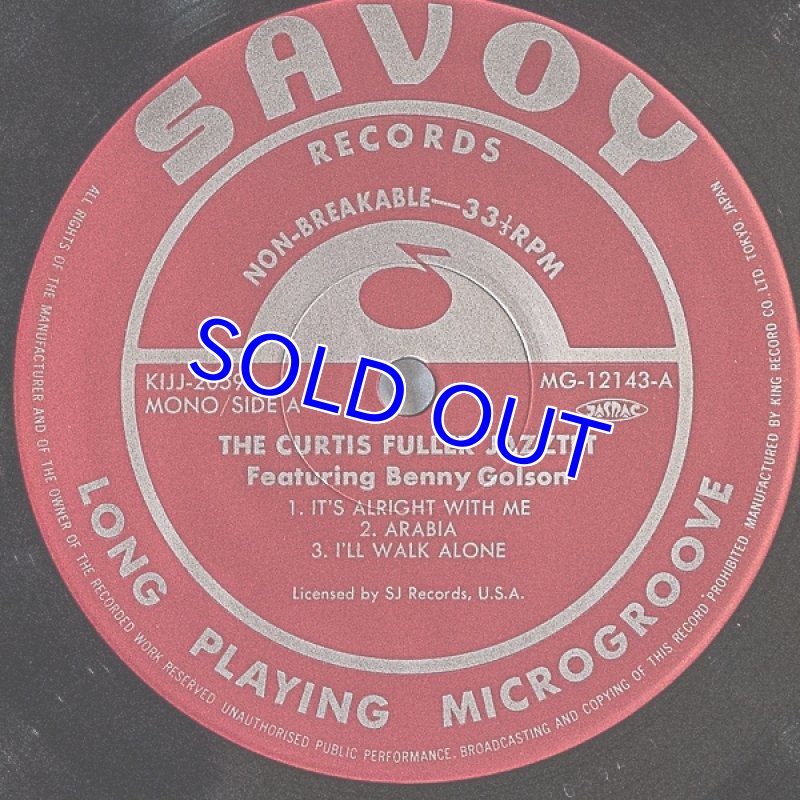 SAVOY
RECORDS
NON-BREAKABLE—33⅓RPM
MONO/SIDE A
MG-12143-A
JASRAC
SOLD OUT
THE CURTIS FULLER JAZZTET
Featuring Benny Golson
1. IT'S ALRIGHT WITH ME
2. ARABIA
3. I'LL WALK ALONE
Licensed by SJ Records, U.S.A.
LONG PLAYING MICROGROOVE
ALL RIGHTS OF THE MANUFACTURER AND OF THE OWNER OF THE RECORDED WORK RESERVED UNAUTHORISED PUBLIC PERFORMANCE. BROADCASTING AND COPYING OF THIS RECORD PROHIBITED. MANUFACTURED BY KING RECORD CO. LTD. TOKYO, JAPAN